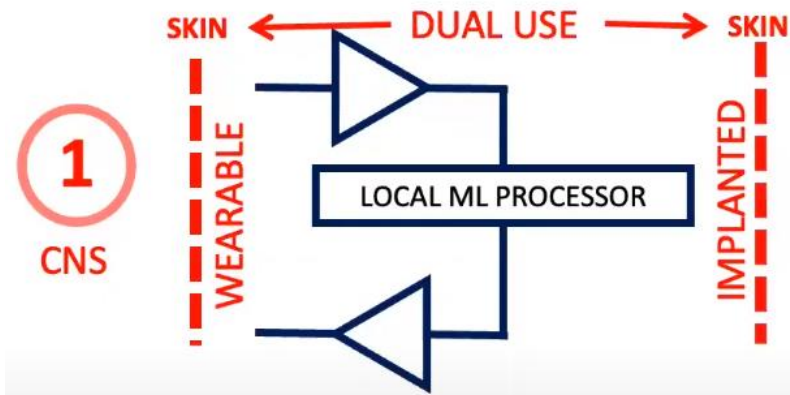 SKIN
DUAL USE
SKIN
1
CNS
WEARABLE
LOCAL ML PROCESSOR
IMPLANTED